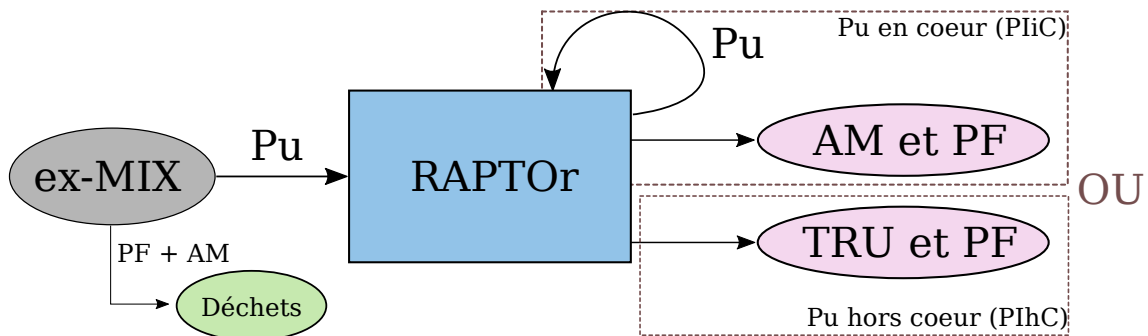 Pu en coeur (PIiC)
Pu
Pu
ex-MIX
RAPTOr
AM et PF
OU
TRU et PF
PF + AM
Déchets
Pu hors coeur (PIhC)